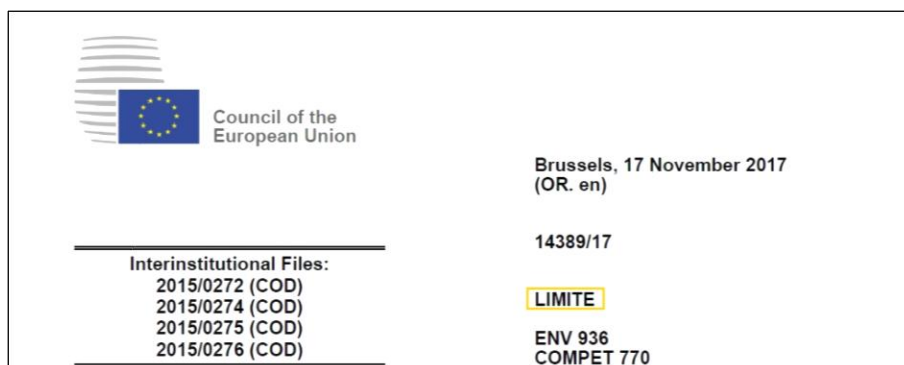 Council of the
European Union
Brussels, 17 November 2017
(OR. en)
14389/17
Interinstitutional Files:
2015/0272 (COD)
2015/0274 (COD)
2015/0275 (COD)
2015/0276 (COD)
LIMITE
ENV 936
COMPET 770